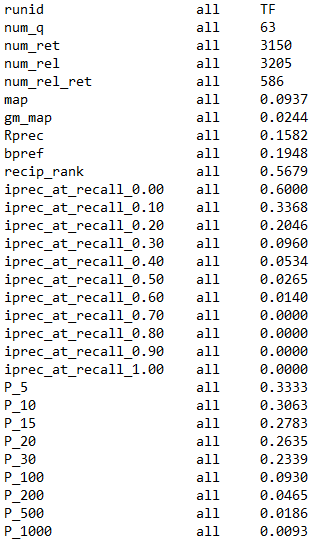 runid all TF
num_q all 63
num_ret all 3150
num_rel all 3205
num_rel_ret all 586
map all 0.0937
gm_map all 0.0244
Rprec all 0.1582
bpref all 0.1948
recip_rank all 0.5679
iprec_at_recall_0.00 all 0.6000
iprec_at_recall_0.10 all 0.3368
iprec_at_recall_0.20 all 0.2046
iprec_at_recall_0.30 all 0.0960
iprec_at_recall_0.40 all 0.0534
iprec_at_recall_0.50 all 0.0265
iprec_at_recall_0.60 all 0.0140
iprec_at_recall_0.70 all 0.0000
iprec_at_recall_0.80 all 0.0000
iprec_at_recall_0.90 all 0.0000
iprec_at_recall_1.00 all 0.0000
P_5 all 0.3333
P_10 all 0.3063
P_15 all 0.2783
P_20 all 0.2635
P_30 all 0.2339
P_100 all 0.0930
P_200 all 0.0465
P_500 all 0.0186
P_1000 all 0.0093